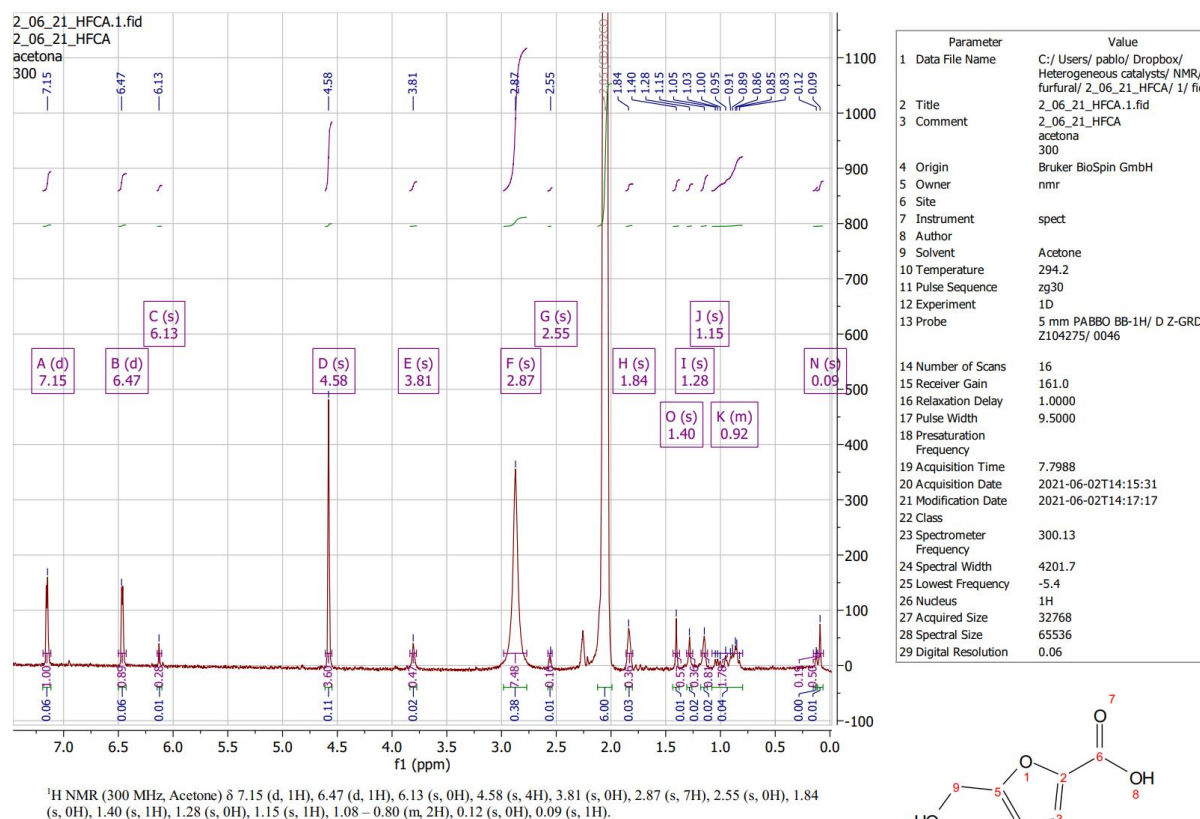 2_06_21_HFCA.1.fid
2_06_21_HFCA
acetona
300
7.15
6.47
6.13
4.58
3.81
2.87
2.55
1.84
1.40
1.28
1.15
1.05
1.03
1.00
0.95
0.91
0.89
0.86
0.85
0.83
0.12
0.09
1100
1000
900
800
700
600
500
400
300
200
100
0
-100
C (s)
6.13
G (s)
2.55
J (s)
1.15
A (d)
7.15
B (d)
6.47
D (s)
4.58
E (s)
3.81
F (s)
2.87
H (s)
1.84
I (s)
1.28
N (s)
0.09
O (s)
1.40
K (m)
0.92
1.00
0.89
0.28
3.60
0.47
7.48
0.57
0.36
0.81
1.78
0.06
0.06
0.01
0.11
0.02
0.38
0.01
6.00
0.03
0.01
0.02
0.02
0.04
0.00
0.01
7.0
6.5
6.0
5.5
5.0
4.5
4.0
3.5
3.0
2.5
2.0
1.5
1.0
0.5
0.0
f1 (ppm)
¹H NMR (300 MHz, Acetone) δ 7.15 (d, 1H), 6.47 (d, 1H), 6.13 (s, 0H), 4.58 (s, 4H), 3.81 (s, 0H), 2.87 (s, 7H), 2.55 (s, 0H), 1.84
(s, 0H), 1.40 (s, 1H), 1.28 (s, 0H), 1.15 (s, 1H), 1.08 – 0.80 (m, 2H), 0.12 (s, 0H), 0.09 (s, 1H).
Parameter Value
1 Data File Name C:/ Users/ pablo/ Dropbox/
Heterogeneous catalysts/ NMR/
furfural/ 2_06_21_HFCA/ 1/ fid
2 Title 2_06_21_HFCA.1.fid
3 Comment 2_06_21_HFCA
acetona
300
4 Origin Bruker BioSpin GmbH
5 Owner nmr
6 Site
7 Instrument spect
8 Author
9 Solvent Acetone
10 Temperature 294.2
11 Pulse Sequence zg30
12 Experiment 1D
13 Probe 5 mm PABBO BB-1H/ D Z-GRD
Z104275/ 0046
14 Number of Scans 16
15 Receiver Gain 161.0
16 Relaxation Delay 1.0000
17 Pulse Width 9.5000
18 Presaturation
Frequency
19 Acquisition Time 7.7988
20 Acquisition Date 2021-06-02T14:15:31
21 Modification Date 2021-06-02T14:17:17
22 Class
23 Spectrometer 300.13
Frequency
24 Spectral Width 4201.7
25 Lowest Frequency -5.4
26 Nucleus 1H
27 Acquired Size 32768
28 Spectral Size 65536
29 Digital Resolution 0.06
7
O
6
9
O
1
2
OH
8
5
3
HO